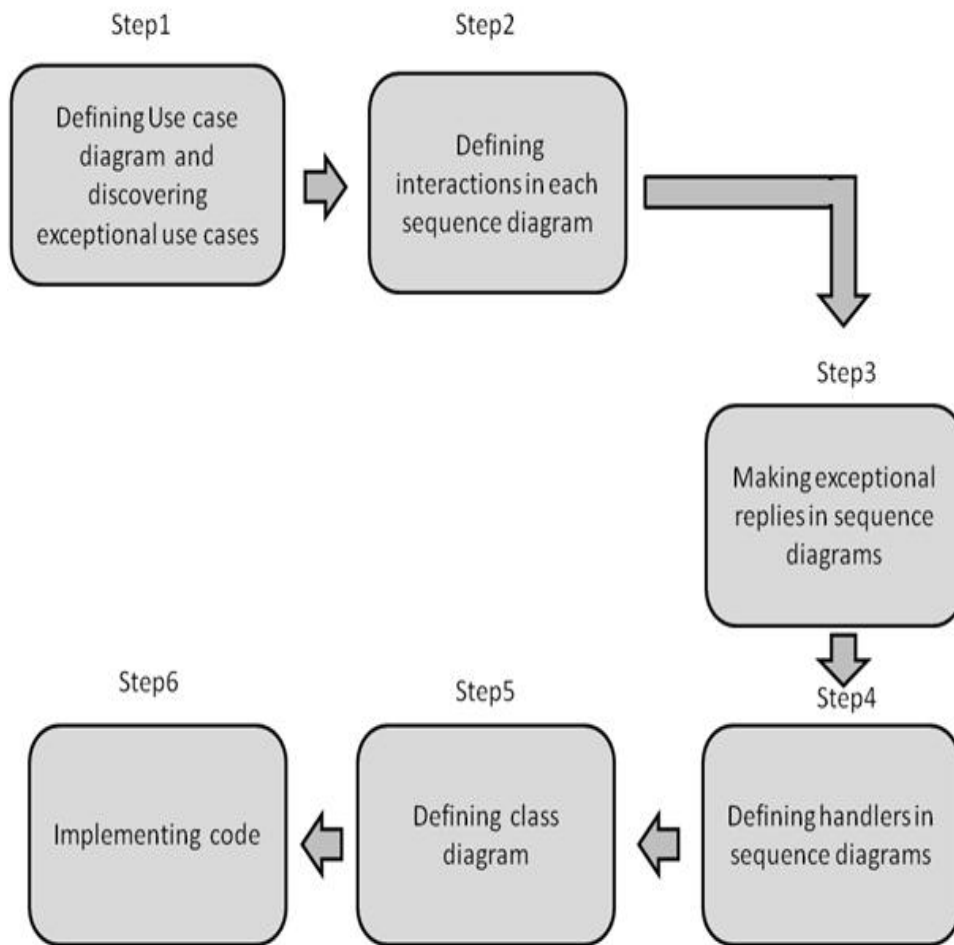 Step1
Defining Use case
diagram and
discovering
exceptional use cases
Step2
Defining
interactions in each
sequence diagram
Step3
Making exceptional
replies in sequence
diagrams
Step4
Defining handlers in
sequence diagrams
Step5
Defining class
diagram
Step6
Implementing code